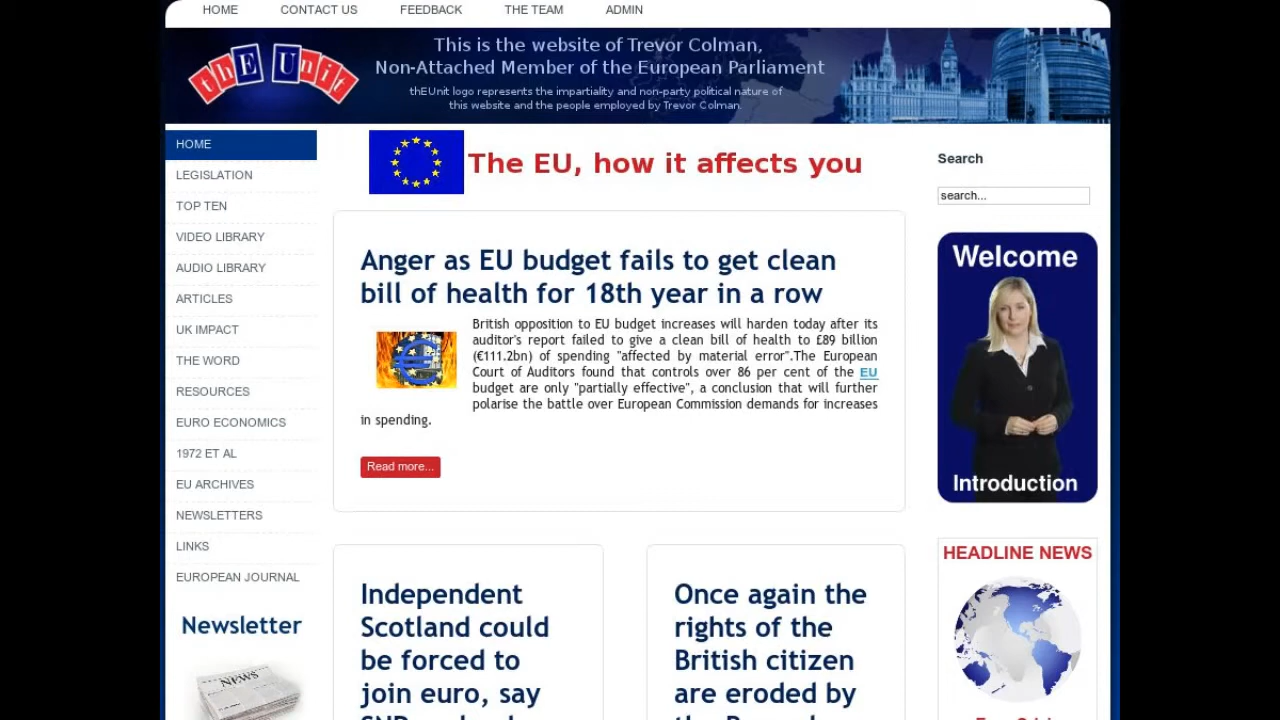 HOME CONTACT US FEEDBACK THE TEAM ADMIN
thEUnit
This is the website of Trevor Colman,
Non-Attached Member of the European Parliament
thEUnit logo represents the impartiality and non-party political nature of
this website and the people employed by Trevor Colman.
HOME
LEGISLATION
TOP TEN
VIDEO LIBRARY
AUDIO LIBRARY
ARTICLES
UK IMPACT
THE WORD
RESOURCES
EURO ECONOMICS
1972 ET AL
EU ARCHIVES
NEWSLETTERS
LINKS
EUROPEAN JOURNAL
Newsletter
NEWS
The EU, how it affects you
Anger as EU budget fails to get clean
bill of health for 18th year in a row
British opposition to EU budget increases will harden today after its
auditor's report failed to give a clean bill of health to £89 billion
(€111.2bn) of spending "affected by material error".The European
Court of Auditors found that controls over 86 per cent of the EU
budget are only "partially effective", a conclusion that will further
polarise the battle over European Commission demands for increases
in spending.
Read more...
Independent
Scotland could
be forced to
join euro, say
Once again the
rights of the
British citizen
are eroded by
Search
search...
Welcome
Introduction
HEADLINE NEWS